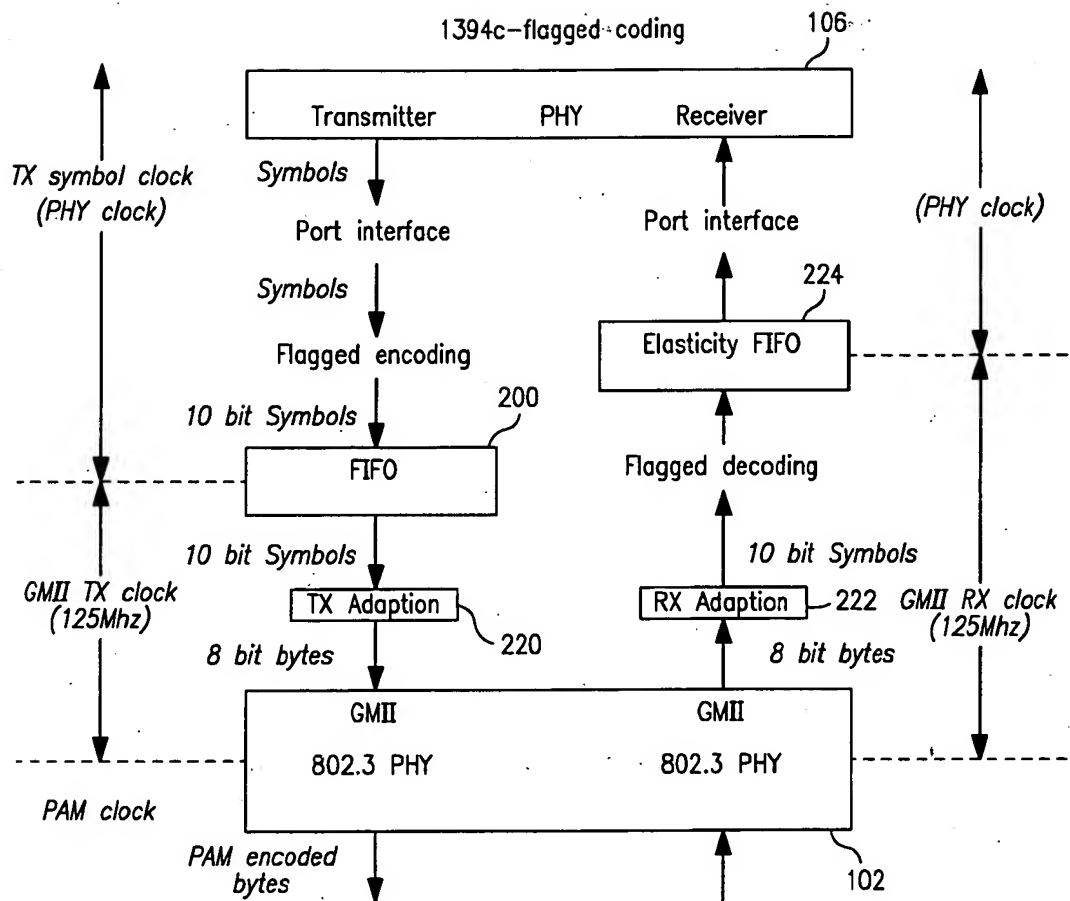 1394c-flagged coding
106
Transmitter PHY Receiver
TX symbol clock
(PHY clock)
Symbols
Port interface
Symbols
Flagged encoding
10 bit Symbols
200
FIFO
10 bit Symbols
GMII TX clock
(125Mhz)
TX Adaption
220
8 bit bytes
Port interface
(PHY clock)
224
Elasticity FIFO
Flagged decoding
10 bit Symbols
RX Adaption
222
GMII RX clock
(125Mhz)
8 bit bytes
GMII GMII
802.3 PHY 802.3 PHY
PAM clock
PAM encoded
bytes
102